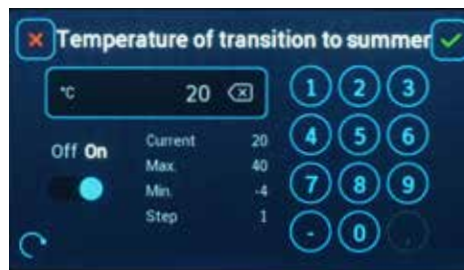 Temperature of transition to summer
°C 20
1 2 3
Off On
Current 20
4 5 6
Max. 40
Min. -4
7 8 9
Step 1
- 0 ,